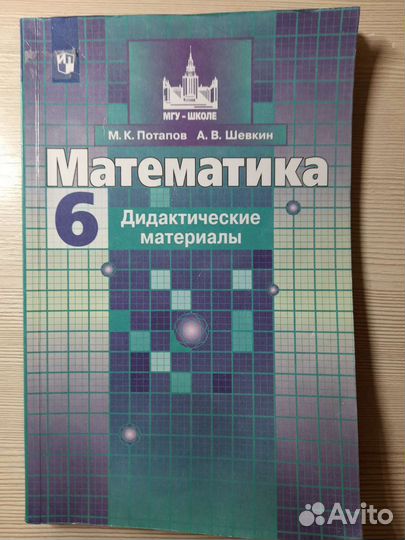 МГУ - ШКОЛЕ
М. К. Потапов А. В. Шевкин
Математика
6
Дидактические
материалы
Avito